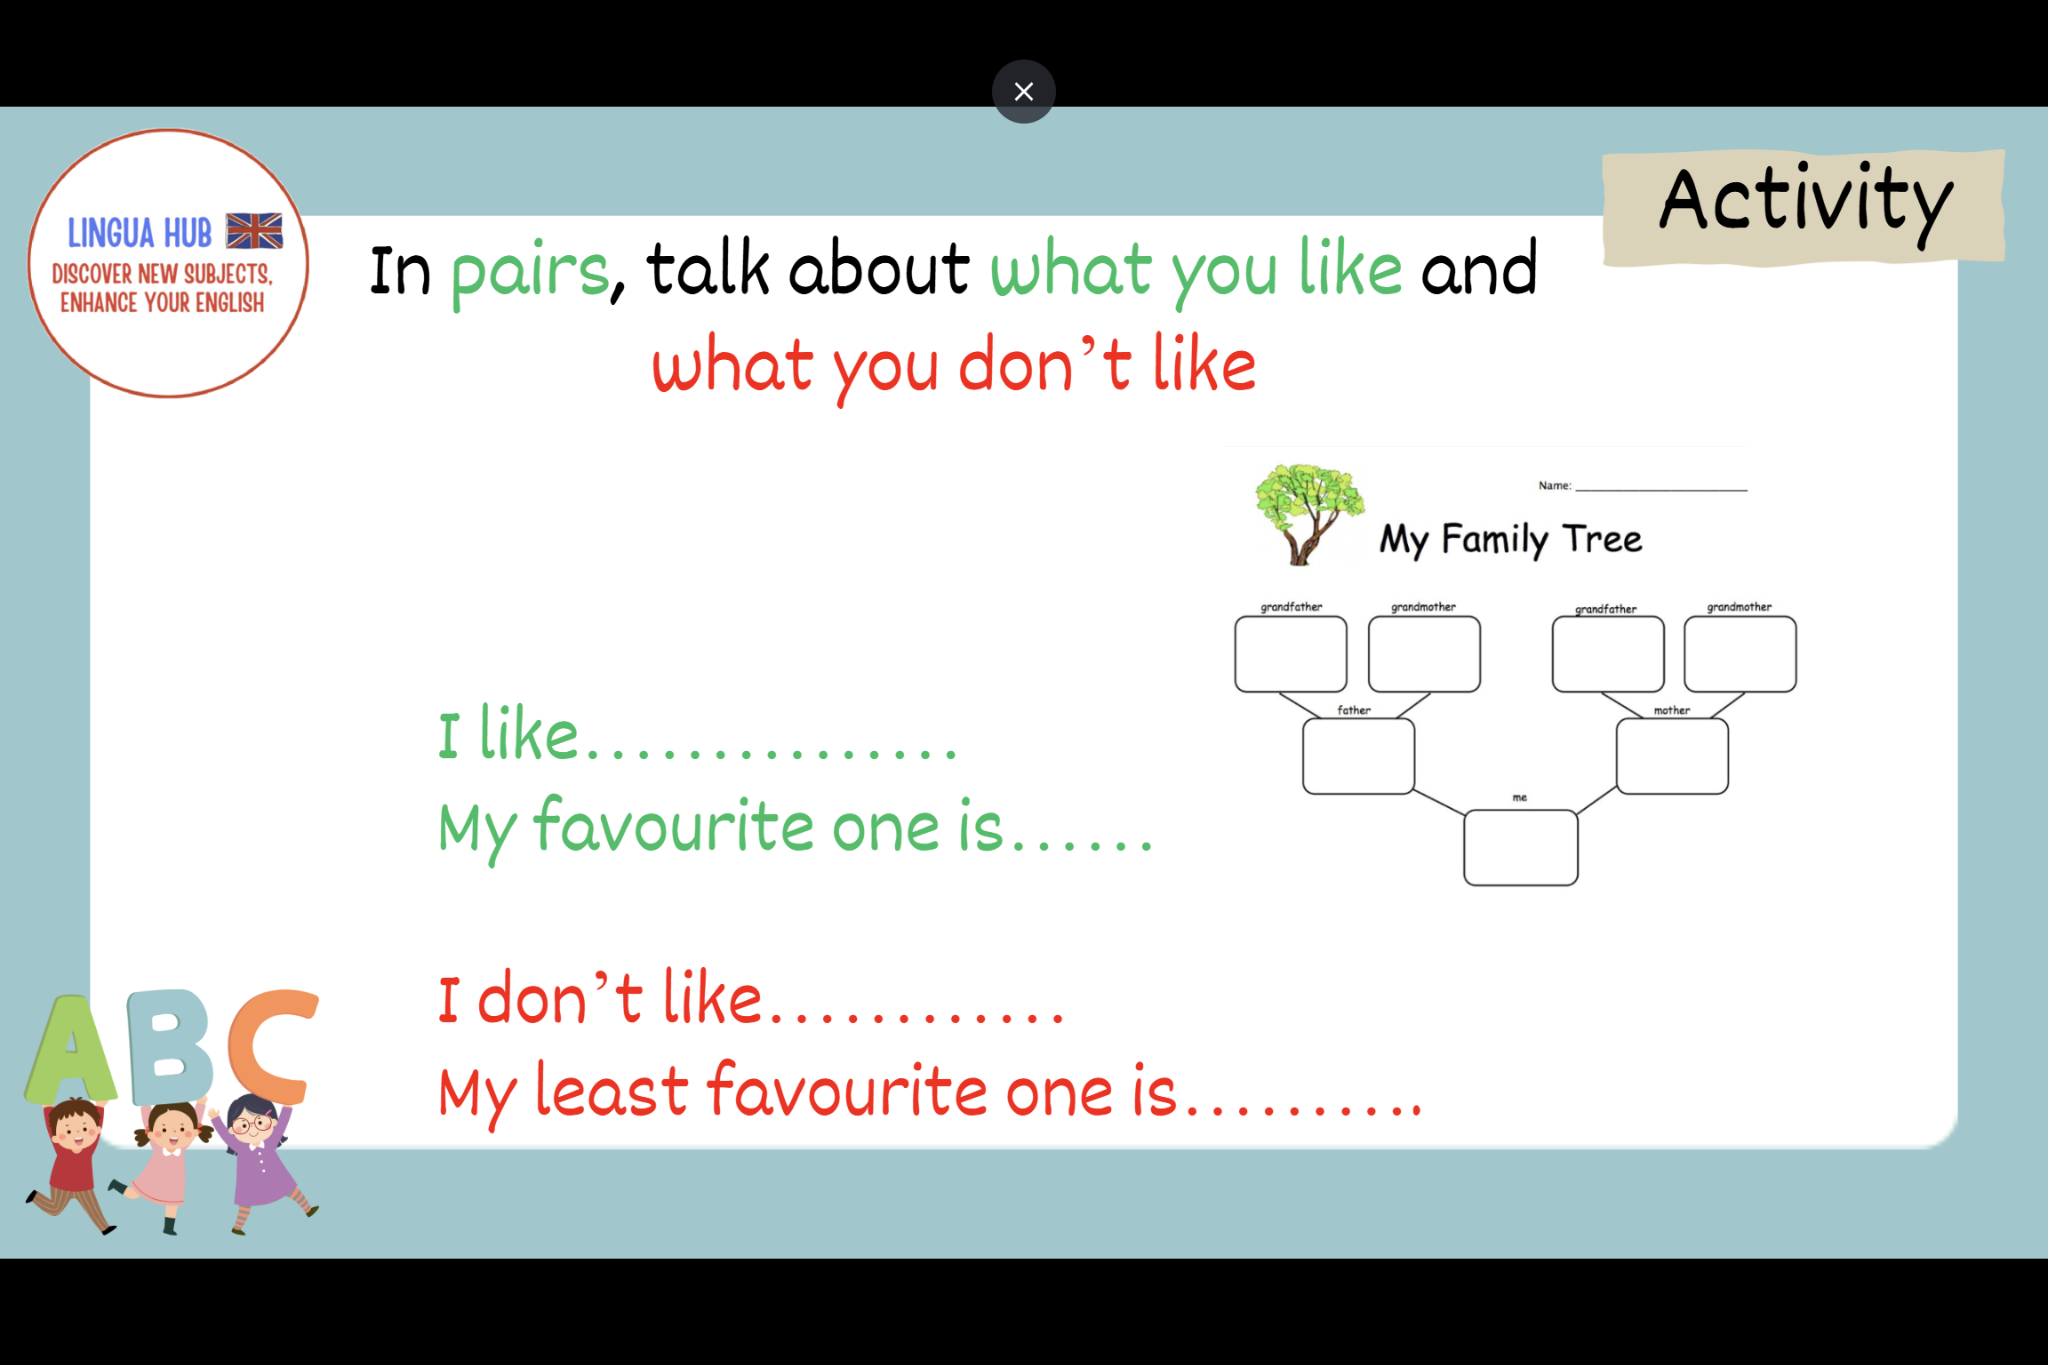 LINGUA HUB
DISCOVER NEW SUBJECTS,
ENHANCE YOUR ENGLISH
Activity
In pairs, talk about what you like and
what you don't like
Name: ____________________
My Family Tree
grandfather grandmother grandfather grandmother
father mother
me
I like...............
My favourite one is......
I don't like............
My least favourite one is..........
ABC